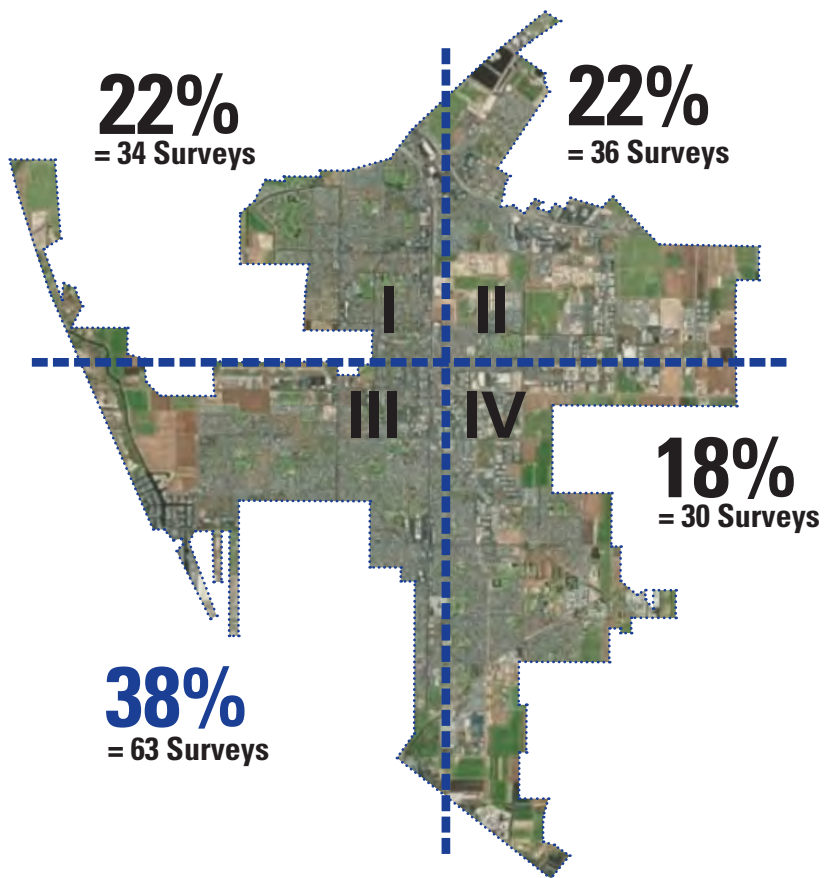 22%
= 34 Surveys
22%
= 36 Surveys
I
II
III
IV
18%
= 30 Surveys
38%
= 63 Surveys